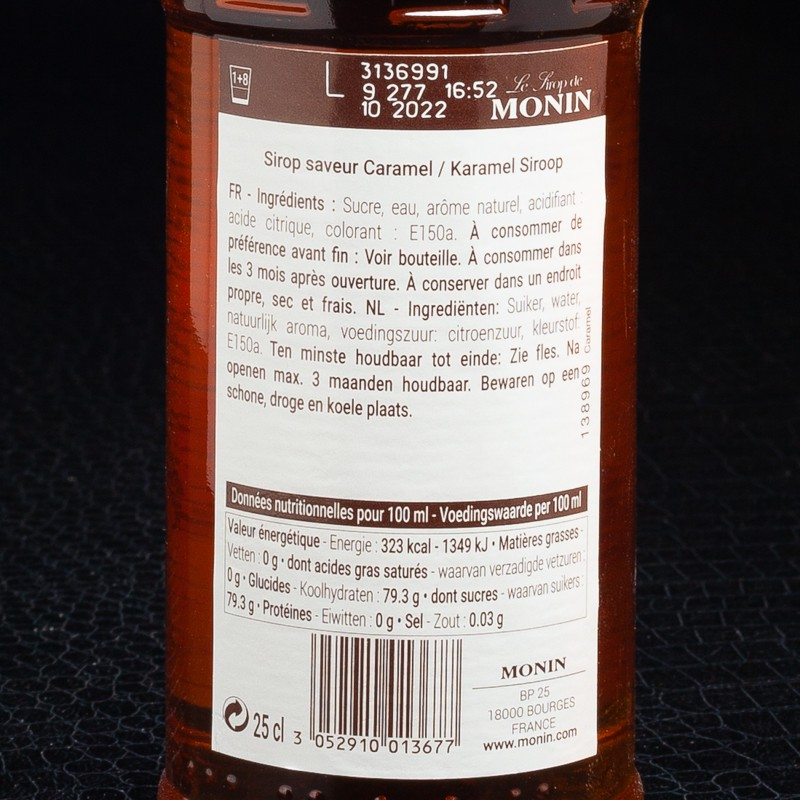 1+8
L 3136991
9 277 16:52
10 2022
Le Sirop de
MONIN
Sirop saveur Caramel / Karamel Siroop
FR - Ingrédients : Sucre, eau, arôme naturel, acidifiant :
acide citrique, colorant : E150a. À consommer de
préférence avant fin : Voir bouteille. À consommer dans
les 3 mois après ouverture. À conserver dans un endroit
propre, sec et frais. NL - Ingrediënten: Suiker, water,
natuurlijk aroma, voedingszuur: citroenzuur, kleurstof:
E150a. Ten minste houdbaar tot einde: Zie fles. Na
openen max. 3 maanden houdbaar. Bewaren op een
schone, droge en koele plaats.
138969 Caramel
Données nutritionnelles pour 100 ml - Voedingswaarde per 100 ml
Valeur énergétique - Energie : 323 kcal - 1349 kJ • Matières grasses -
Vetten : 0 g • dont acides gras saturés - waarvan verzadigde vetzuren :
0 g • Glucides - Koolhydraten : 79.3 g • dont sucres - waarvan suikers :
79.3 g • Protéines - Eiwitten : 0 g • Sel - Zout : 0.03 g
25 cl
3 052910 013677
MONIN
BP 25
18000 BOURGES
FRANCE
www.monin.com